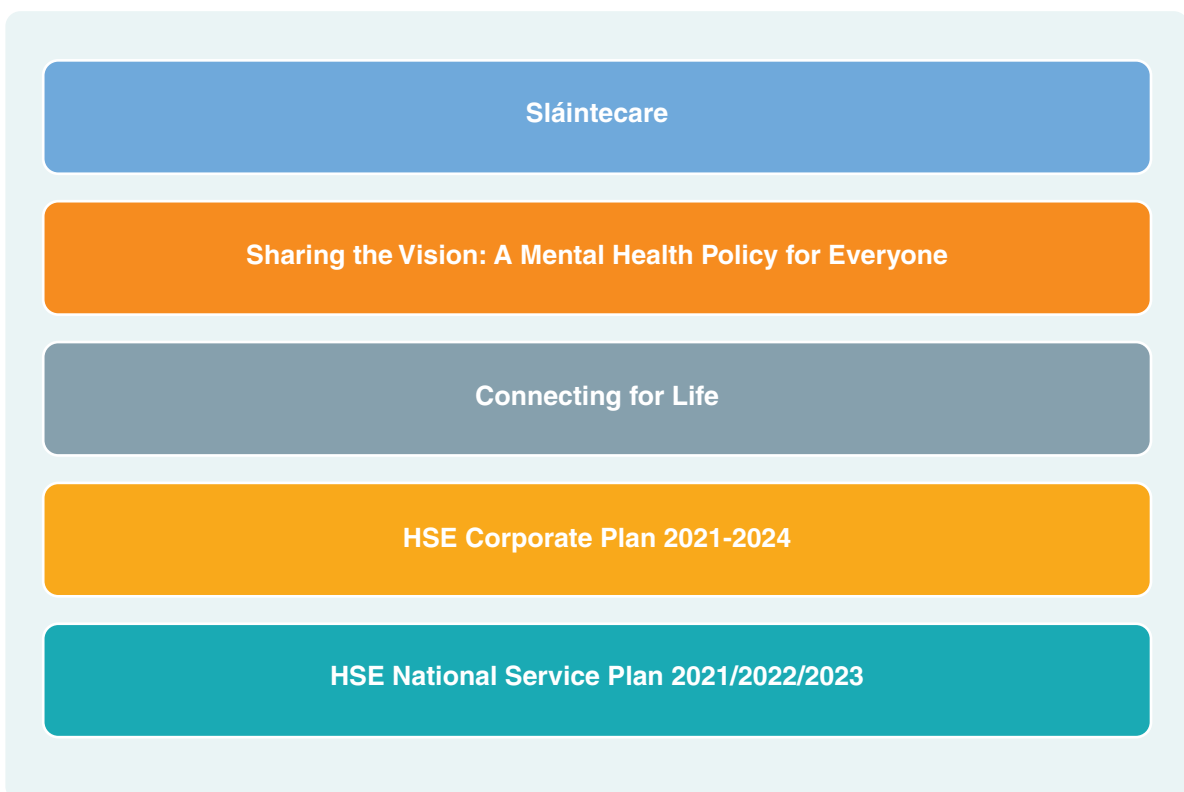 Sláintecare
Sharing the Vision: A Mental Health Policy for Everyone
Connecting for Life
HSE Corporate Plan 2021-2024
HSE National Service Plan 2021/2022/2023